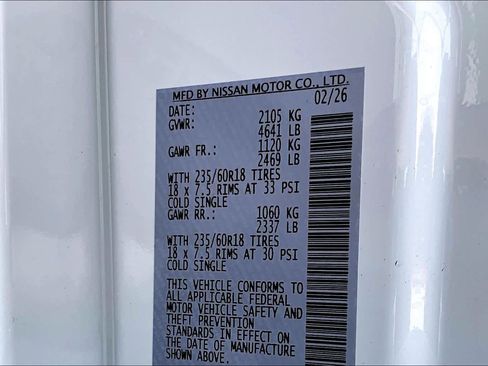 MFD BY NISSAN MOTOR CO., LTD.
DATE: 02/26
GVWR: 2105 KG
4641 LB
GAWR FR.: 1120 KG
2469 LB
WITH 235/60R18 TIRES
18 x 7.5 RIMS AT 33 PSI
COLD SINGLE
GAWR RR.: 1060 KG
2337 LB
WITH 235/60R18 TIRES
18 x 7.5 RIMS AT 30 PSI
COLD SINGLE
THIS VEHICLE CONFORMS TO
ALL APPLICABLE FEDERAL
MOTOR VEHICLE SAFETY AND
THEFT PREVENTION
STANDARDS IN EFFECT ON
THE DATE OF MANUFACTURE
SHOWN ABOVE.